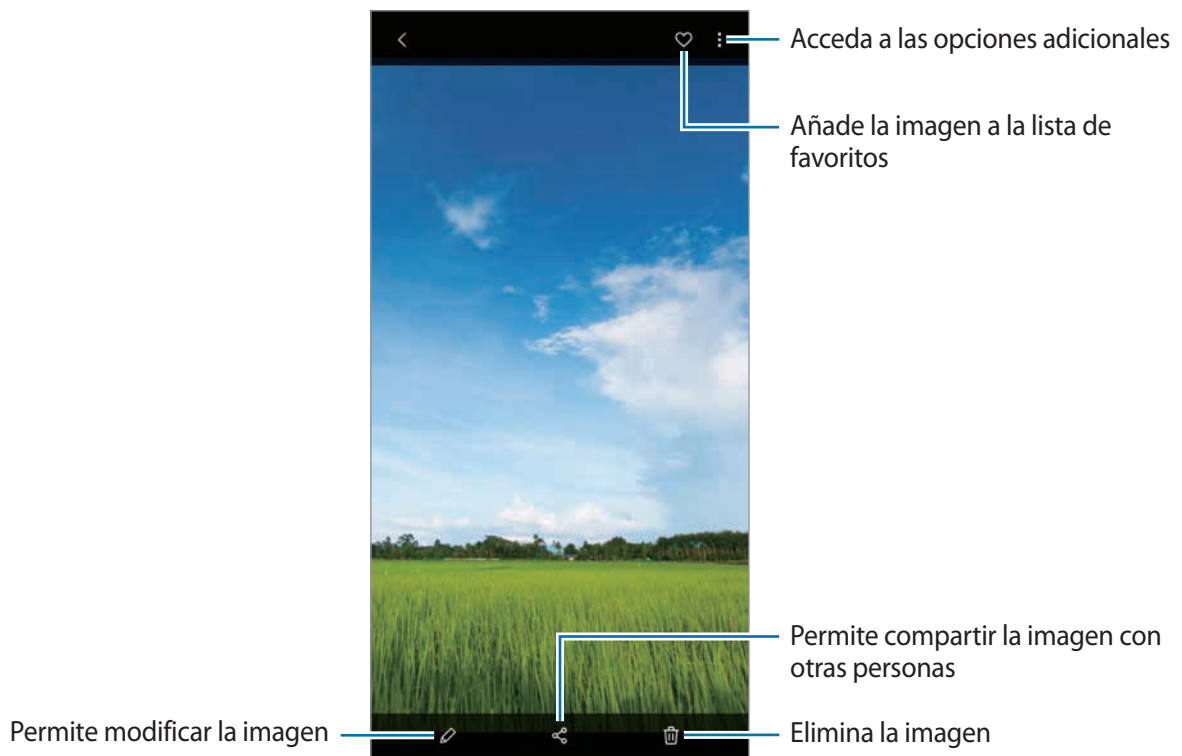 Acceda a las opciones adicionales
Añade la imagen a la lista de
favoritos
Permite compartir la imagen con
otras personas
Permite modificar la imagen
Elimina la imagen